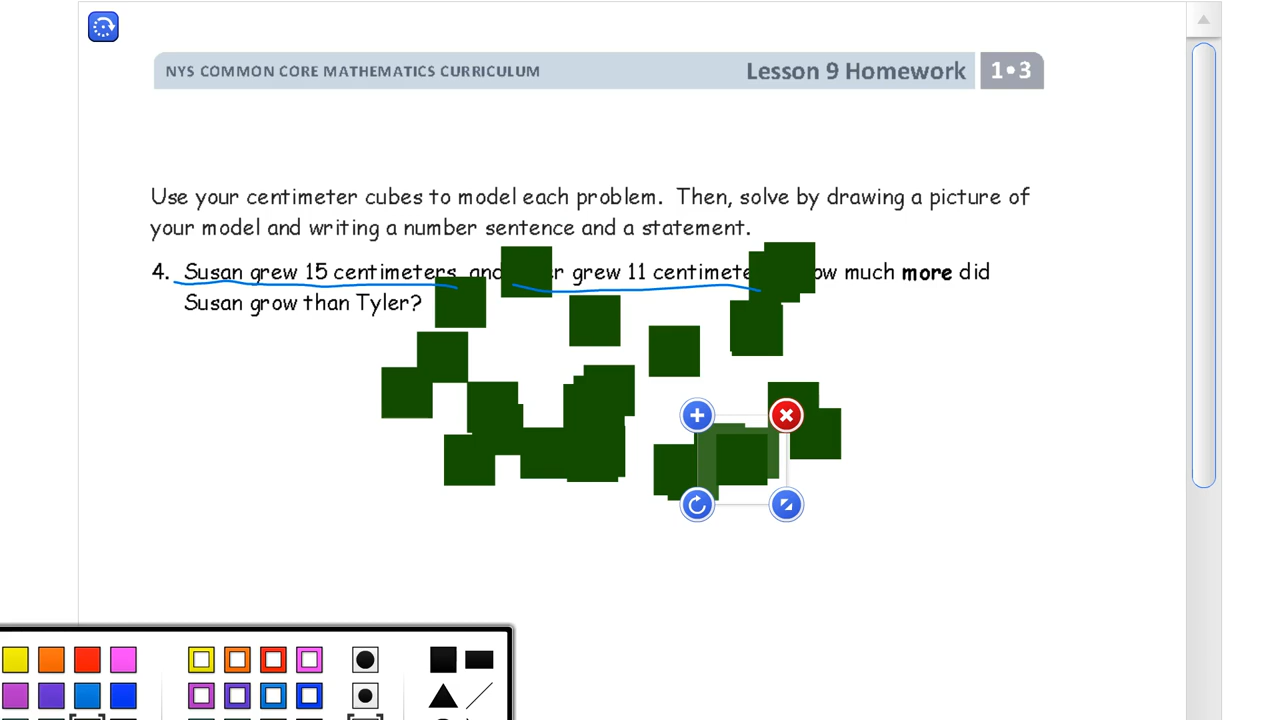 NYS COMMON CORE MATHEMATICS CURRICULUM Lesson 9 Homework 1•3
Use your centimeter cubes to model each problem. Then, solve by drawing a picture of
your model and writing a number sentence and a statement.
4. Susan grew 15 centimeters, and grew 11 much more did
Susan grow than Tyler?